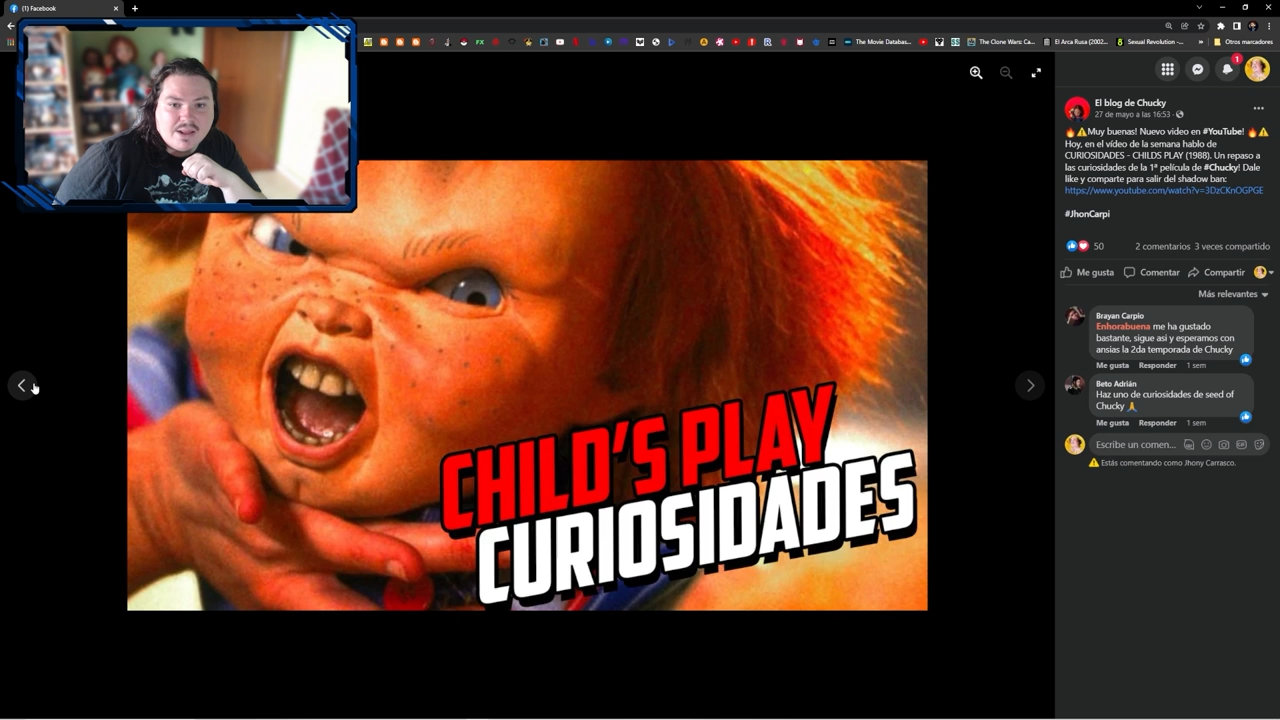 (1) Facebook
FX
The Movie Databas...
The Clone Wars: Ca...
El Arca Rusa (2002...
Sexual Revolution -...
»
Otros marcadores
1
El blog de Chucky
27 de mayo a las 16:53 ·
🔥⚠️Muy buenas! Nuevo video en #YouTube! 🔥⚠️
Hoy, en el vídeo de la semana hablo de
CURIOSIDADES - CHILDS PLAY (1988). Un repaso a
las curiosidades de la 1ª película de #Chucky! Dale
like y comparte para salir del shadow ban:
https://www.youtube.com/watch?v=3DzCKnOGPGE
#JhonCarpi
50
2 comentarios 3 veces compartido
Me gusta Comentar Compartir
Más relevantes
Brayan Carpio
Enhorabuena me ha gustado
bastante, sigue asi y esperamos con
ansias la 2da temporada de Chucky
Me gusta Responder 1 sem
Beto Adrián
Haz uno de curiosidades de seed of
Chucky 🙏
Me gusta Responder 1 sem
Escribe un comen...
⚠️ Estás comentando como Jhony Carrasco.
CHILD'S PLAY
CURIOSIDADES